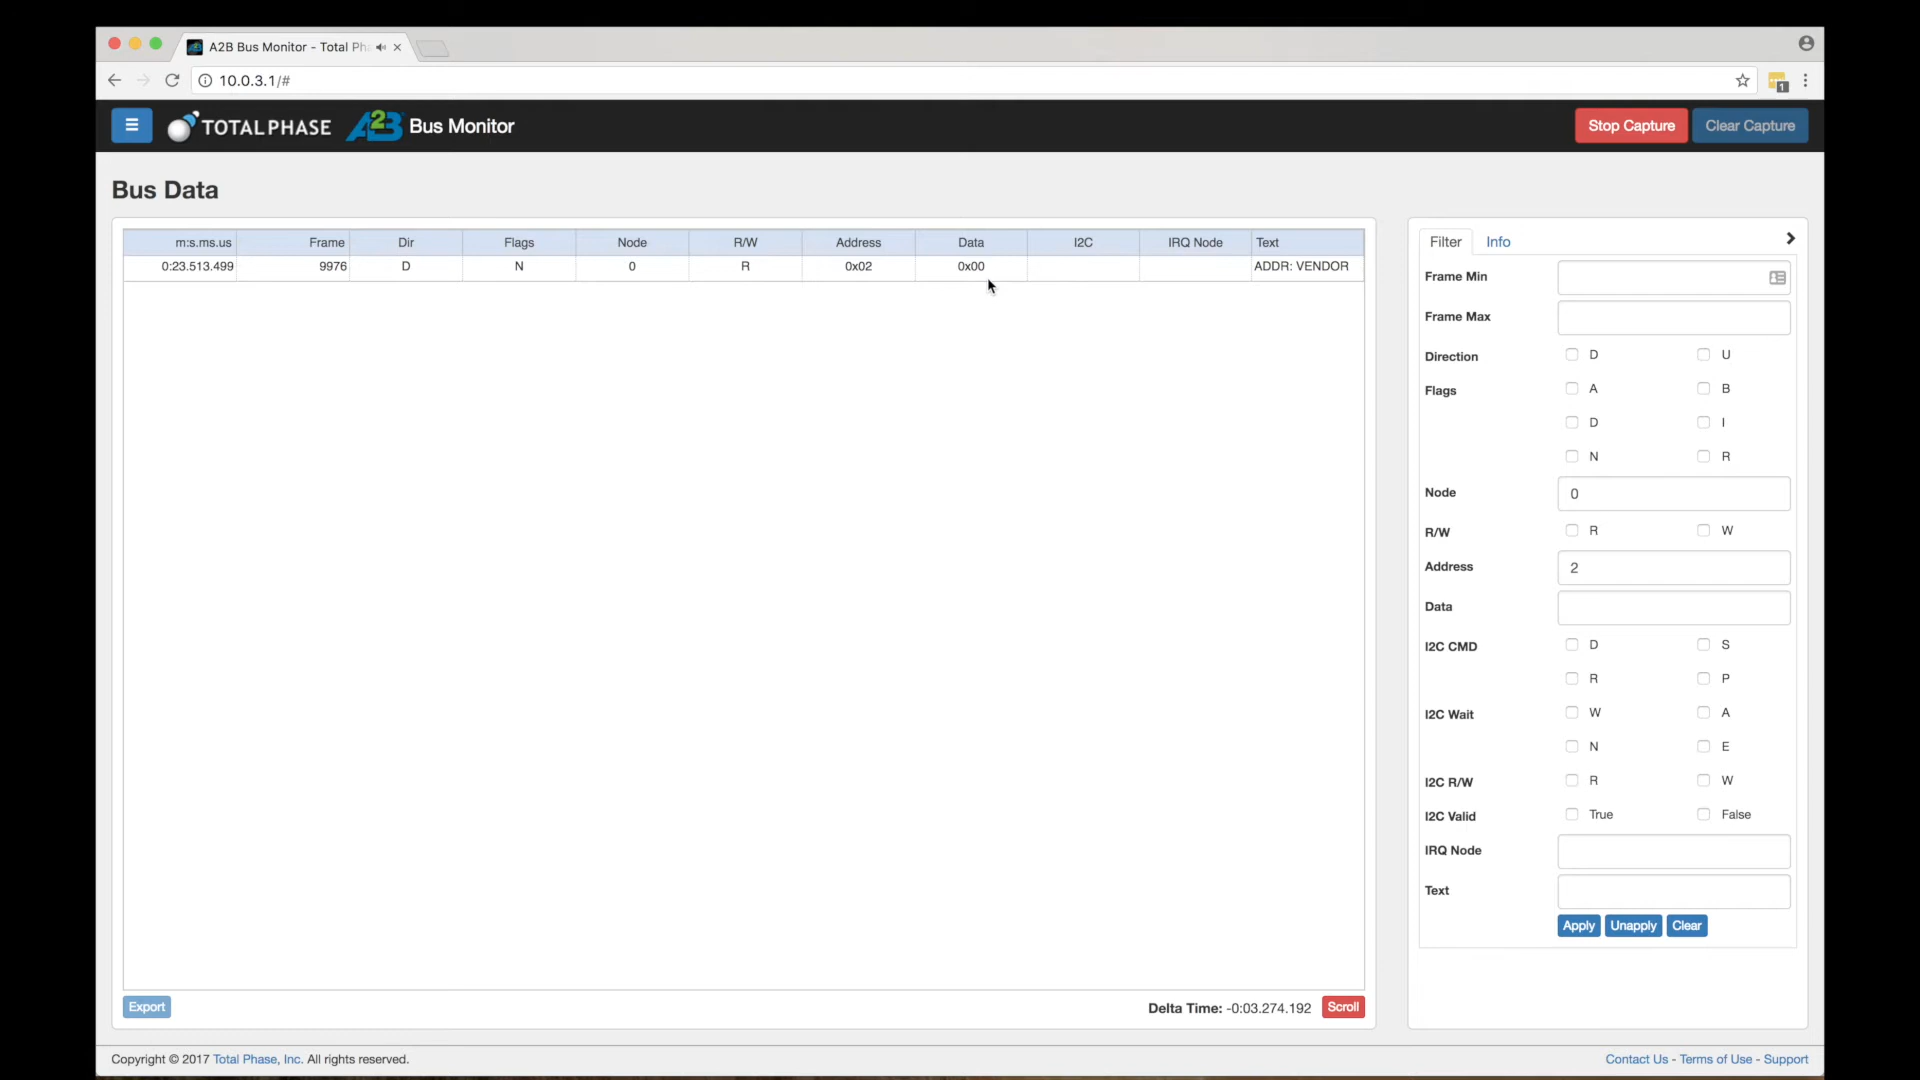 A2B Bus Monitor - Total Ph
10.0.3.1/#
1
TOTAL PHASE A2B Bus Monitor
Stop Capture Clear Capture
Bus Data
m:s.ms.us Frame Dir Flags Node R/W Address Data I2C IRQ Node Text
0:23.513.499 9976 D N 0 R 0x02 0x00 ADDR: VENDOR
Filter Info
Frame Min
Frame Max
Direction D U
Flags A B
D I
N R
Node 0
R/W R W
Address 2
Data
I2C CMD D S
R P
I2C Wait W A
N E
I2C R/W R W
I2C Valid True False
IRQ Node
Text
Apply Unapply Clear
Export Delta Time: -0:03.274.192 Scroll
Copyright © 2017 Total Phase, Inc. All rights reserved. Contact Us - Terms of Use - Support